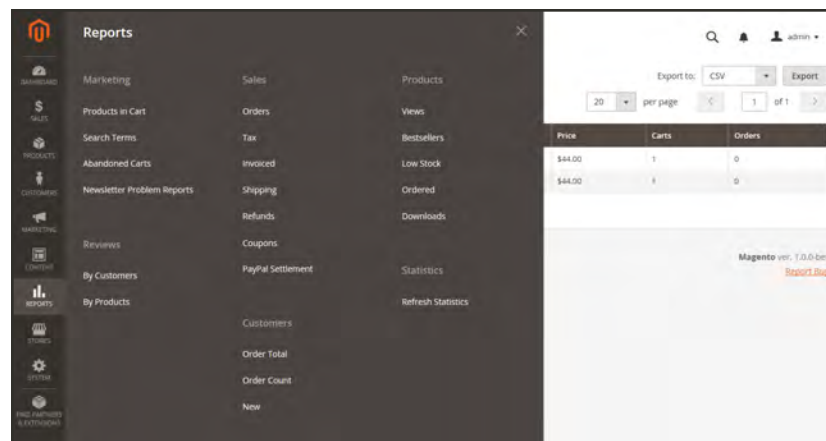 Reports
admin
DASHBOARD
SALES
PRODUCTS
CUSTOMERS
MARKETING
CONTENT
REPORTS
STORES
SYSTEM
FIND PARTNERS
& EXTENSIONS
Marketing
Products in Cart
Search Terms
Abandoned Carts
Newsletter Problem Reports
Reviews
By Customers
By Products
Sales
Orders
Tax
Invoiced
Shipping
Refunds
Coupons
PayPal Settlement
Customers
Order Total
Order Count
New
Products
Views
Bestsellers
Low Stock
Ordered
Downloads
Statistics
Refresh Statistics
Export to: CSV Export
20 per page 1 of 1
Price Carts Orders
$44.00 1 0
$44.00 1 0
Magento ver. 1.0.0-be
Report Bu